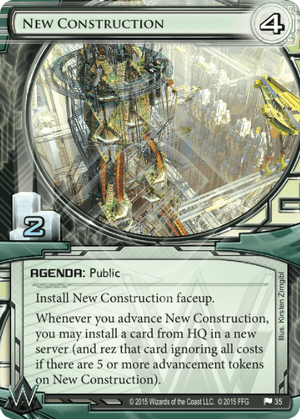 New Construction
4
2
AGENDA: Public
Install New Construction faceup.
Whenever you advance New Construction,
you may install a card from HQ in a new
server (and rez that card ignoring all costs
if there are 5 or more advancement tokens
on New Construction).
Illus. Kirsten Zirngibl
© 2015 Wizards of the Coast LLC. © 2015 FFG 35